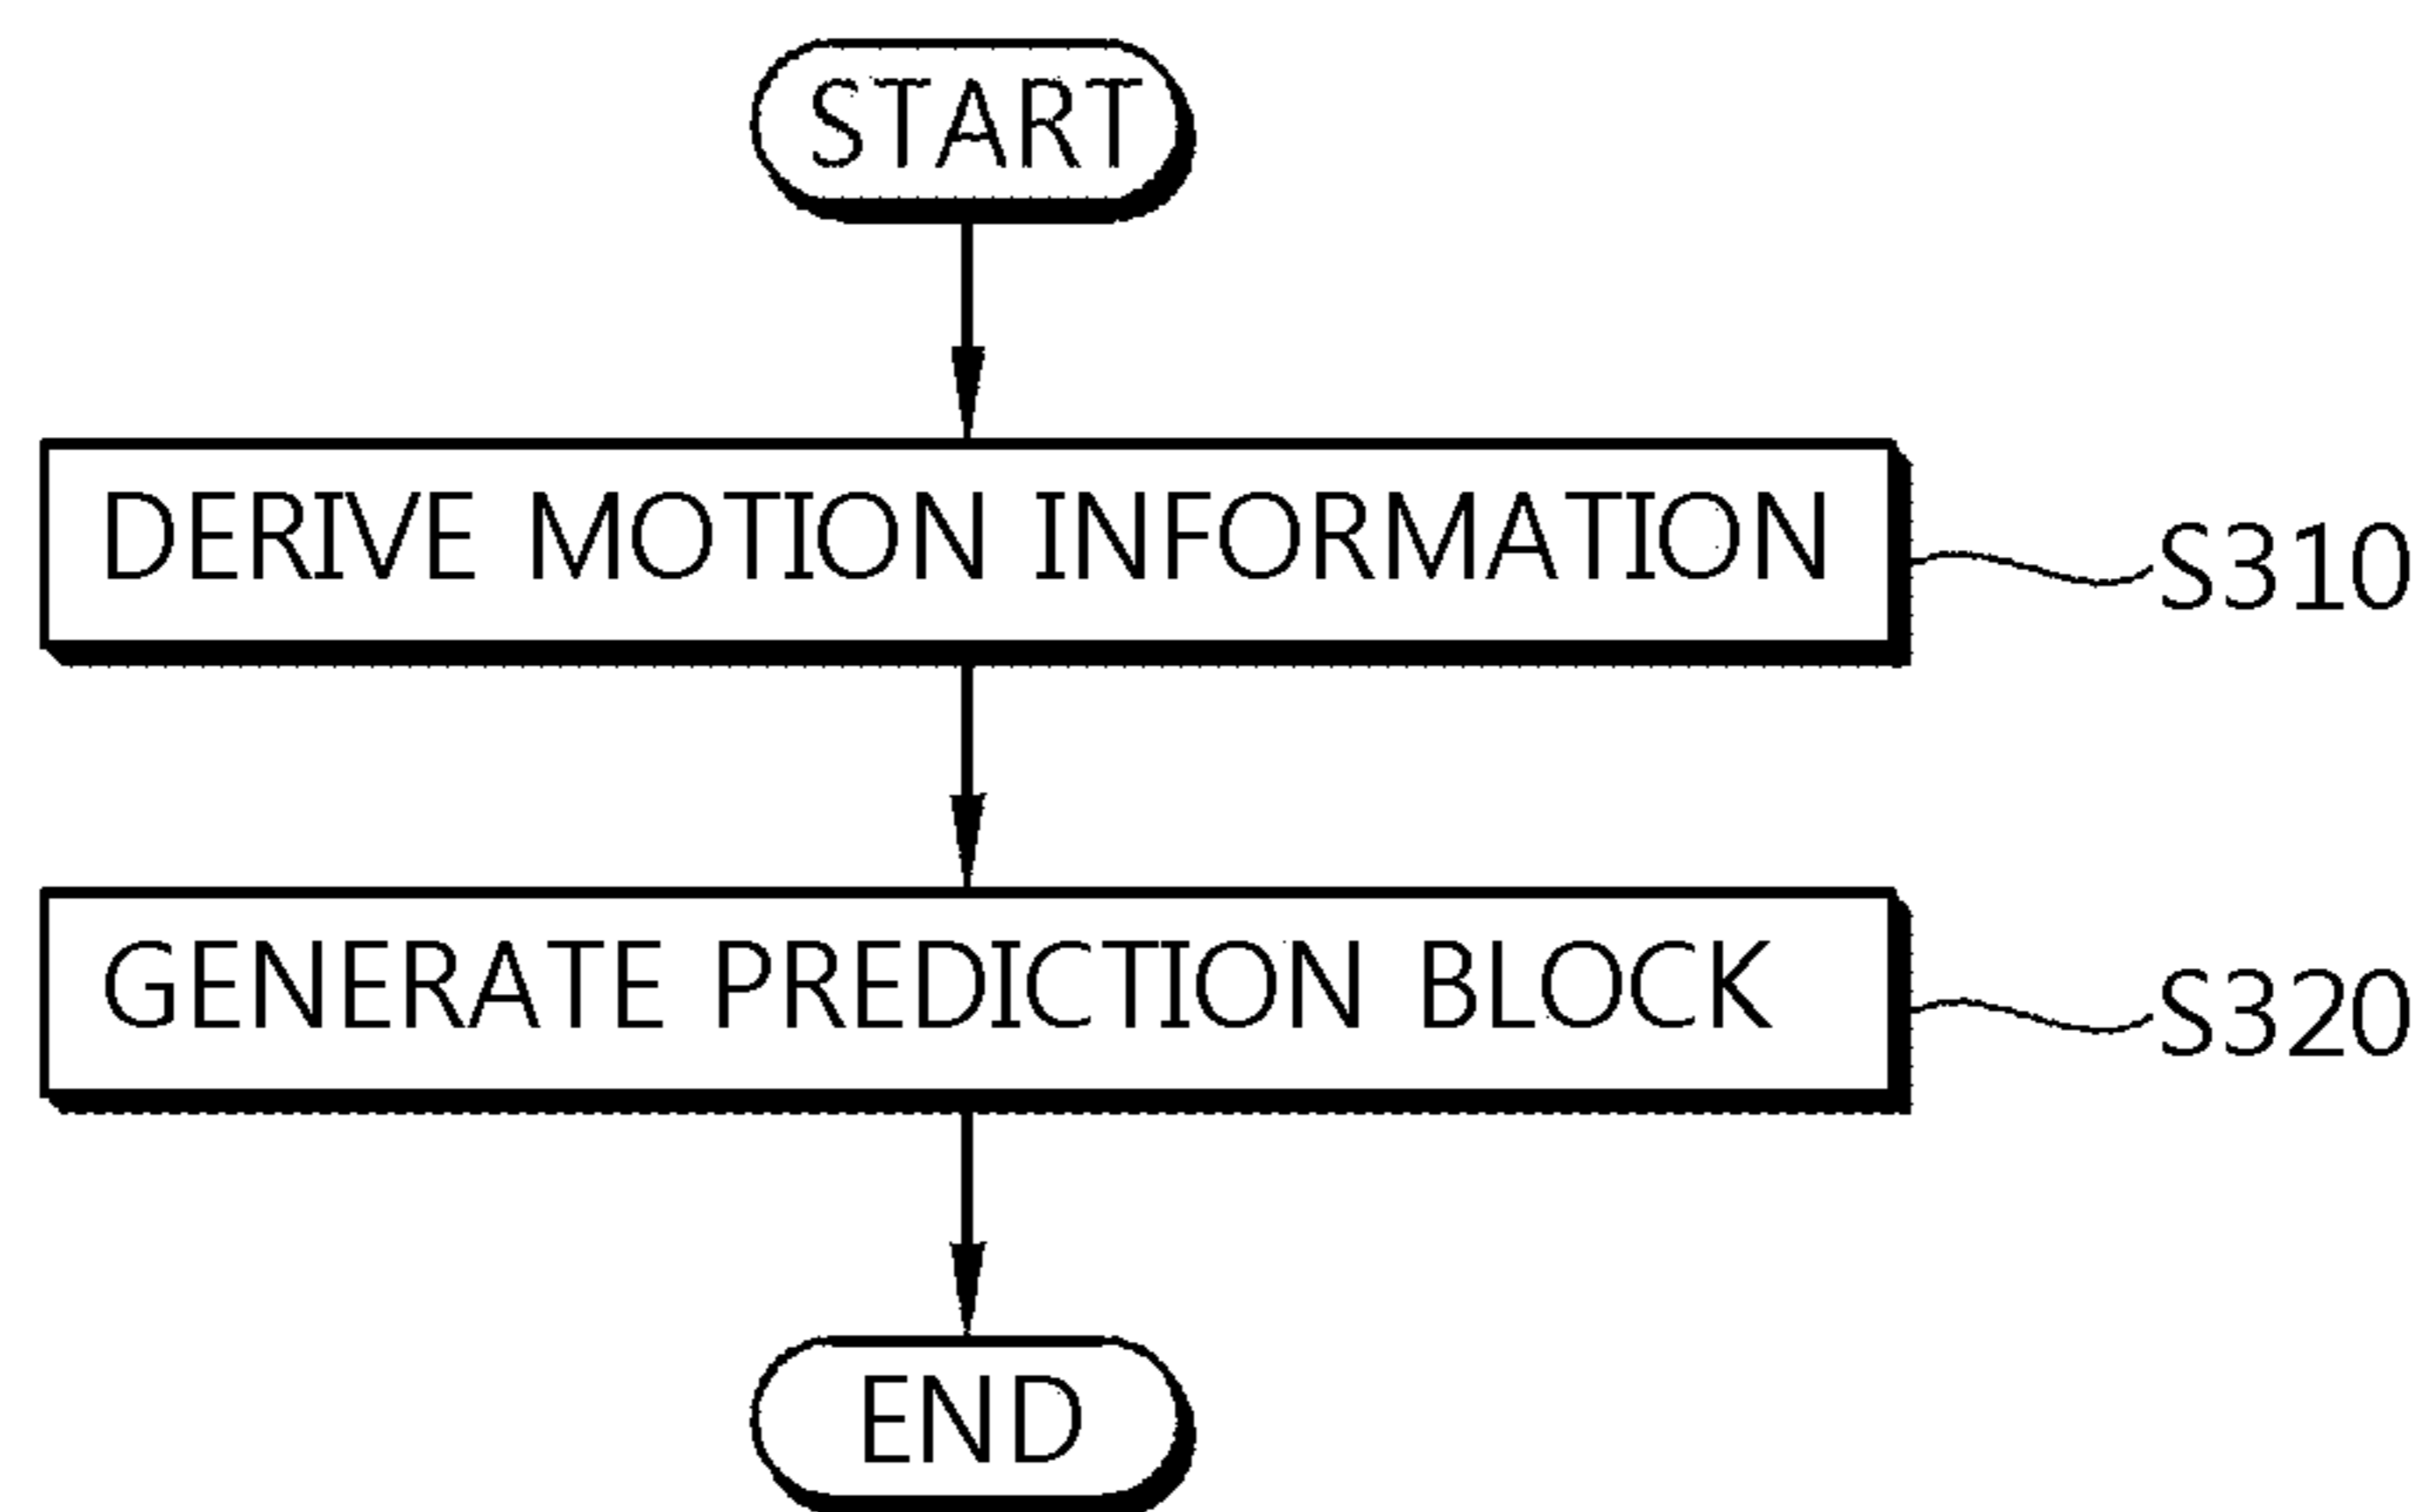 START
DERIVE MOTION INFORMATION
S310
GENERATE PREDICTION BLOCK
S320
END